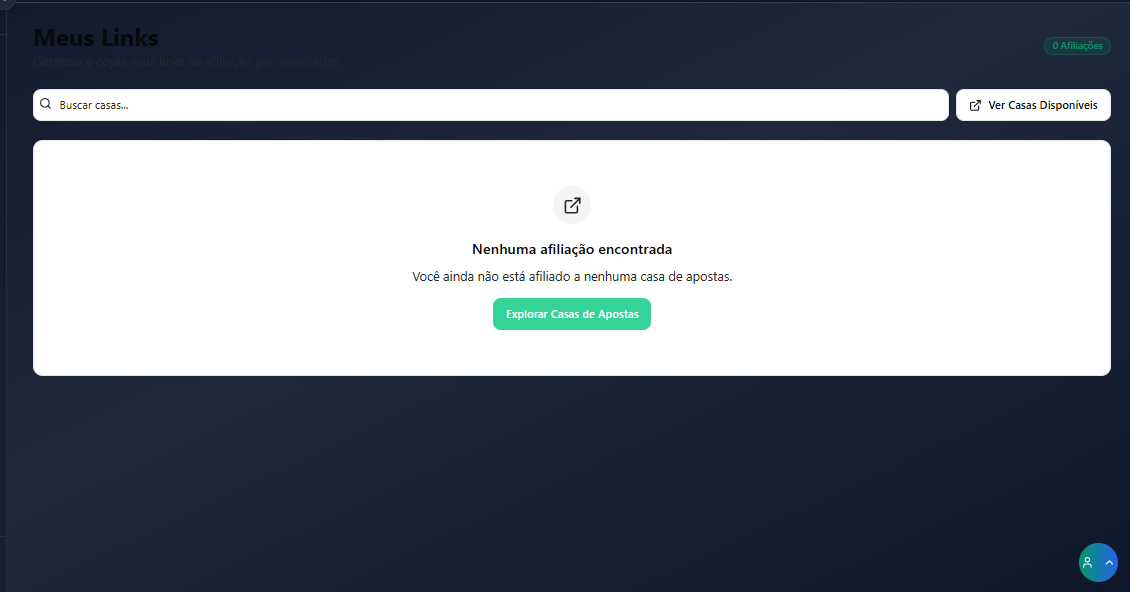 Meus Links
Gerencie e copie seus links de afiliação personalizados
0 Afiliações
Buscar casas...
Ver Casas Disponíveis
Nenhuma afiliação encontrada
Você ainda não está afiliado a nenhuma casa de apostas.
Explorar Casas de Apostas